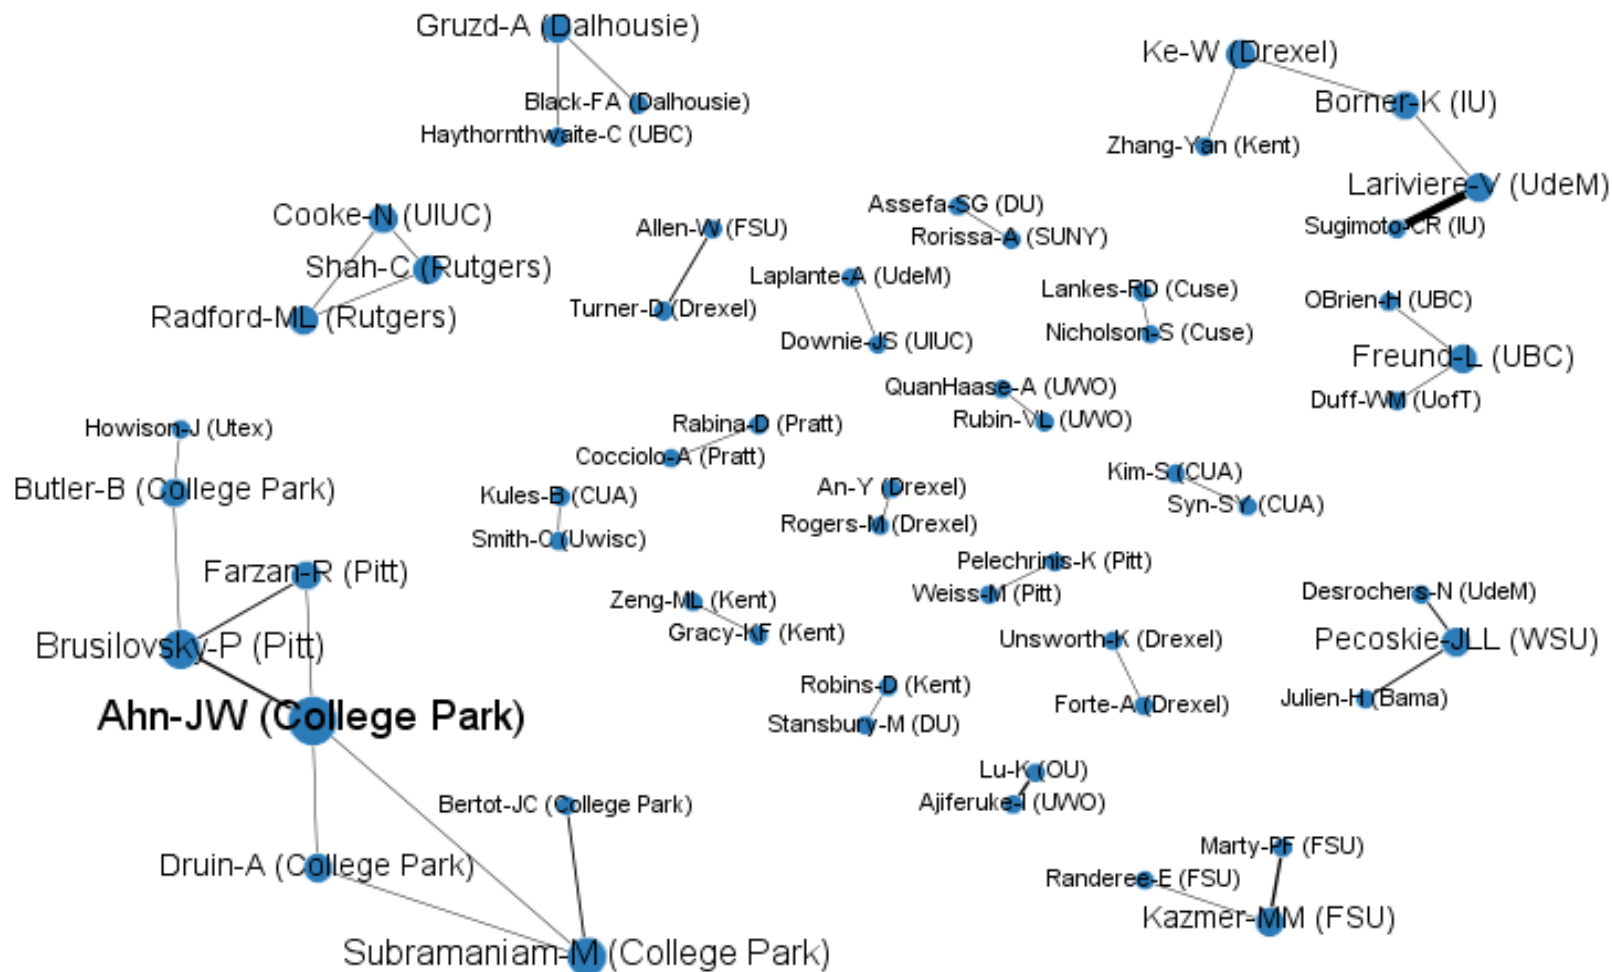 Gruzd-A (Dalhousie)
Ke-W (Drexel)
Black-FA (Dalhousie)
Borner-K (IU)
Haythornthwaite-C (UBC)
Zhang-Yan (Kent)
Lariviere-V (UdeM)
Assefa-SG (DU)
Cooke-N (UIUC)
Allen-W (FSU)
Sugimoto-CR (IU)
Rorissa-A (SUNY)
Shah-C (Rutgers)
Laplante-A (UdeM)
Lankes-RD (Cuse)
OBrien-H (UBC)
Radford-ML (Rutgers)
Turner-D (Drexel)
Nicholson-S (Cuse)
Downie-JS (UIUC)
Freund-L (UBC)
QuanHaase-A (UWO)
Duff-WM (UofT)
Rubin-VL (UWO)
Rabina-D (Pratt)
Howison-J (Utex)
Cocciolo-A (Pratt)
Kim-S (CUA)
Butler-B (College Park)
An-Y (Drexel)
Kules-B (CUA)
Syn-SY (CUA)
Rogers-M (Drexel)
Smith-C (Uwisc)
Pelechrinis-K (Pitt)
Farzan-R (Pitt)
Desrochers-N (UdeM)
Weiss-M (Pitt)
Zeng-ML (Kent)
Gracy-KF (Kent)
Unsworth-K (Drexel)
Pecoskie-JLL (WSU)
Brusilovsky-P (Pitt)
Robins-D (Kent)
Julien-H (Bama)
Forte-A (Drexel)
Ahn-JW (College Park)
Stansbury-M (DU)
Lu-K (OU)
Bertot-JC (College Park)
Ajiferuke-I (UWO)
Marty-PF (FSU)
Druin-A (College Park)
Randeree-E (FSU)
Kazmer-MM (FSU)
Subramaniam-M (College Park)